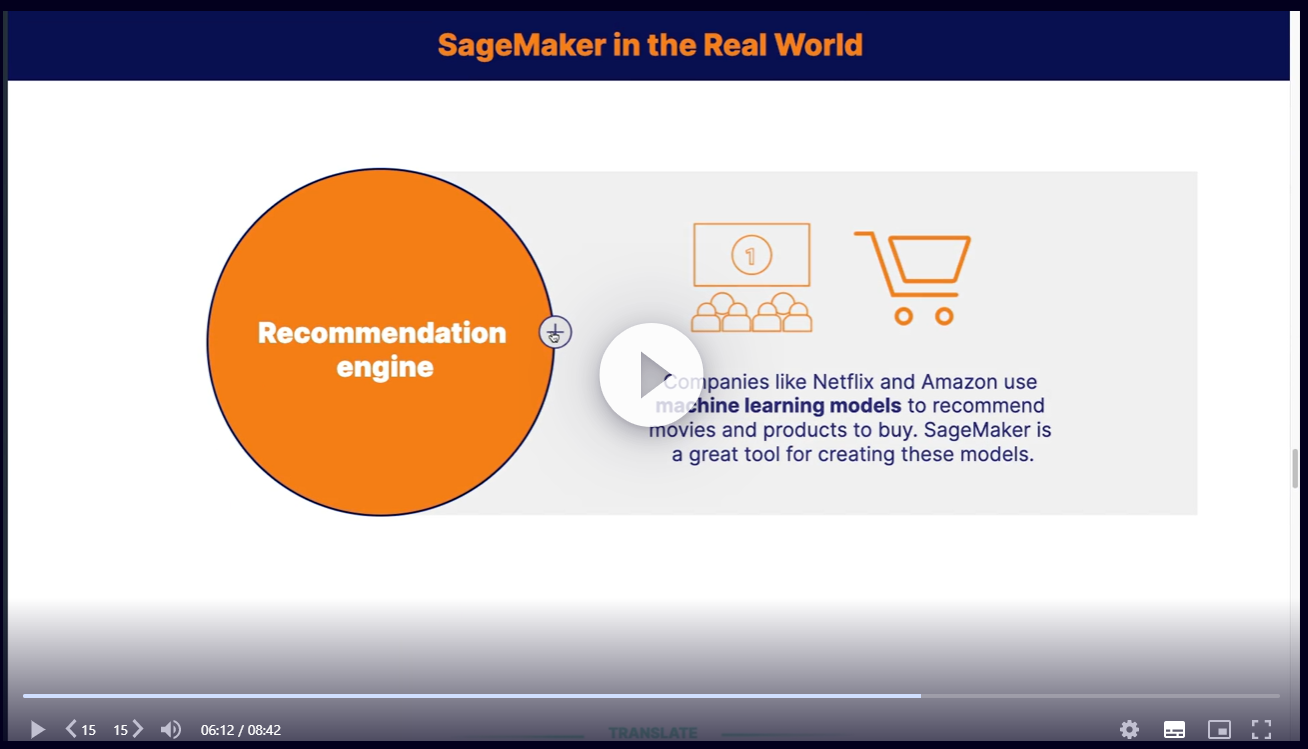 SageMaker in the Real World
1
Recommendation
engine
Companies like Netflix and Amazon use
machine learning models to recommend
movies and products to buy. SageMaker is
a great tool for creating these models.
15
15
06:12 / 08:42
TRANSLATE